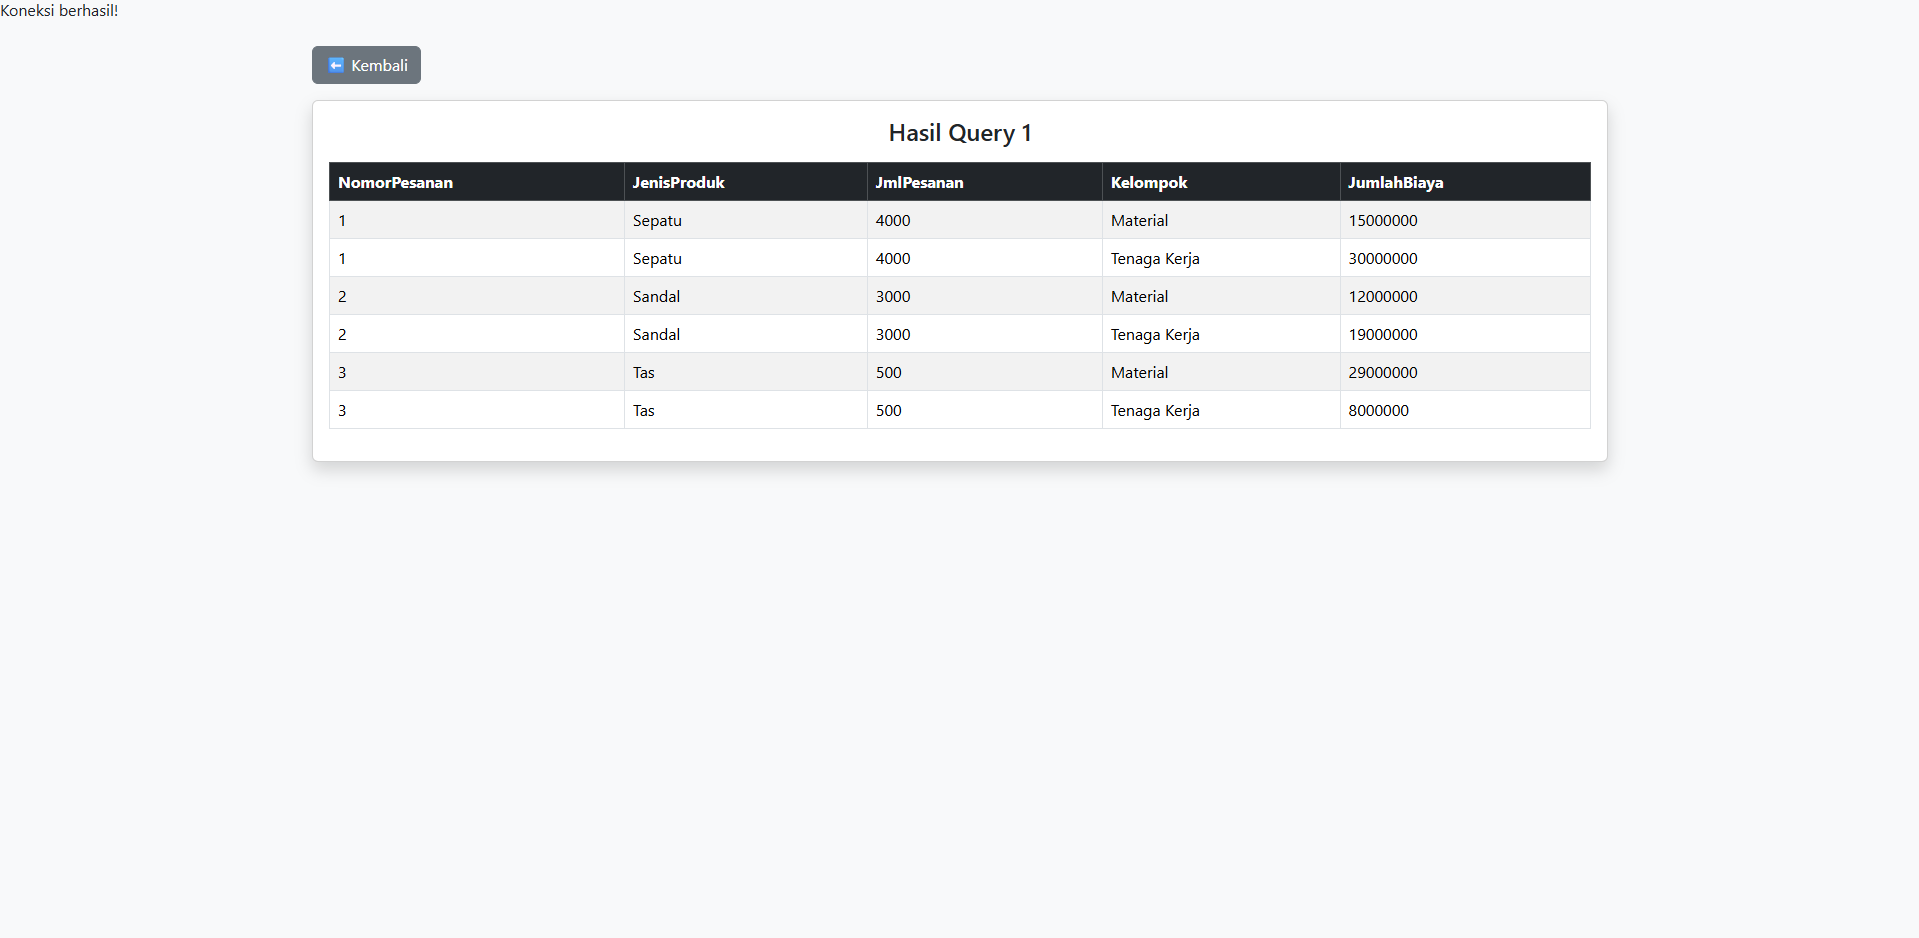 Koneksi berhasil!
⬅️ Kembali
Hasil Query 1
NomorPesanan JenisProduk JmlPesanan Kelompok JumlahBiaya
1 Sepatu 4000 Material 15000000
1 Sepatu 4000 Tenaga Kerja 30000000
2 Sandal 3000 Material 12000000
2 Sandal 3000 Tenaga Kerja 19000000
3 Tas 500 Material 29000000
3 Tas 500 Tenaga Kerja 8000000